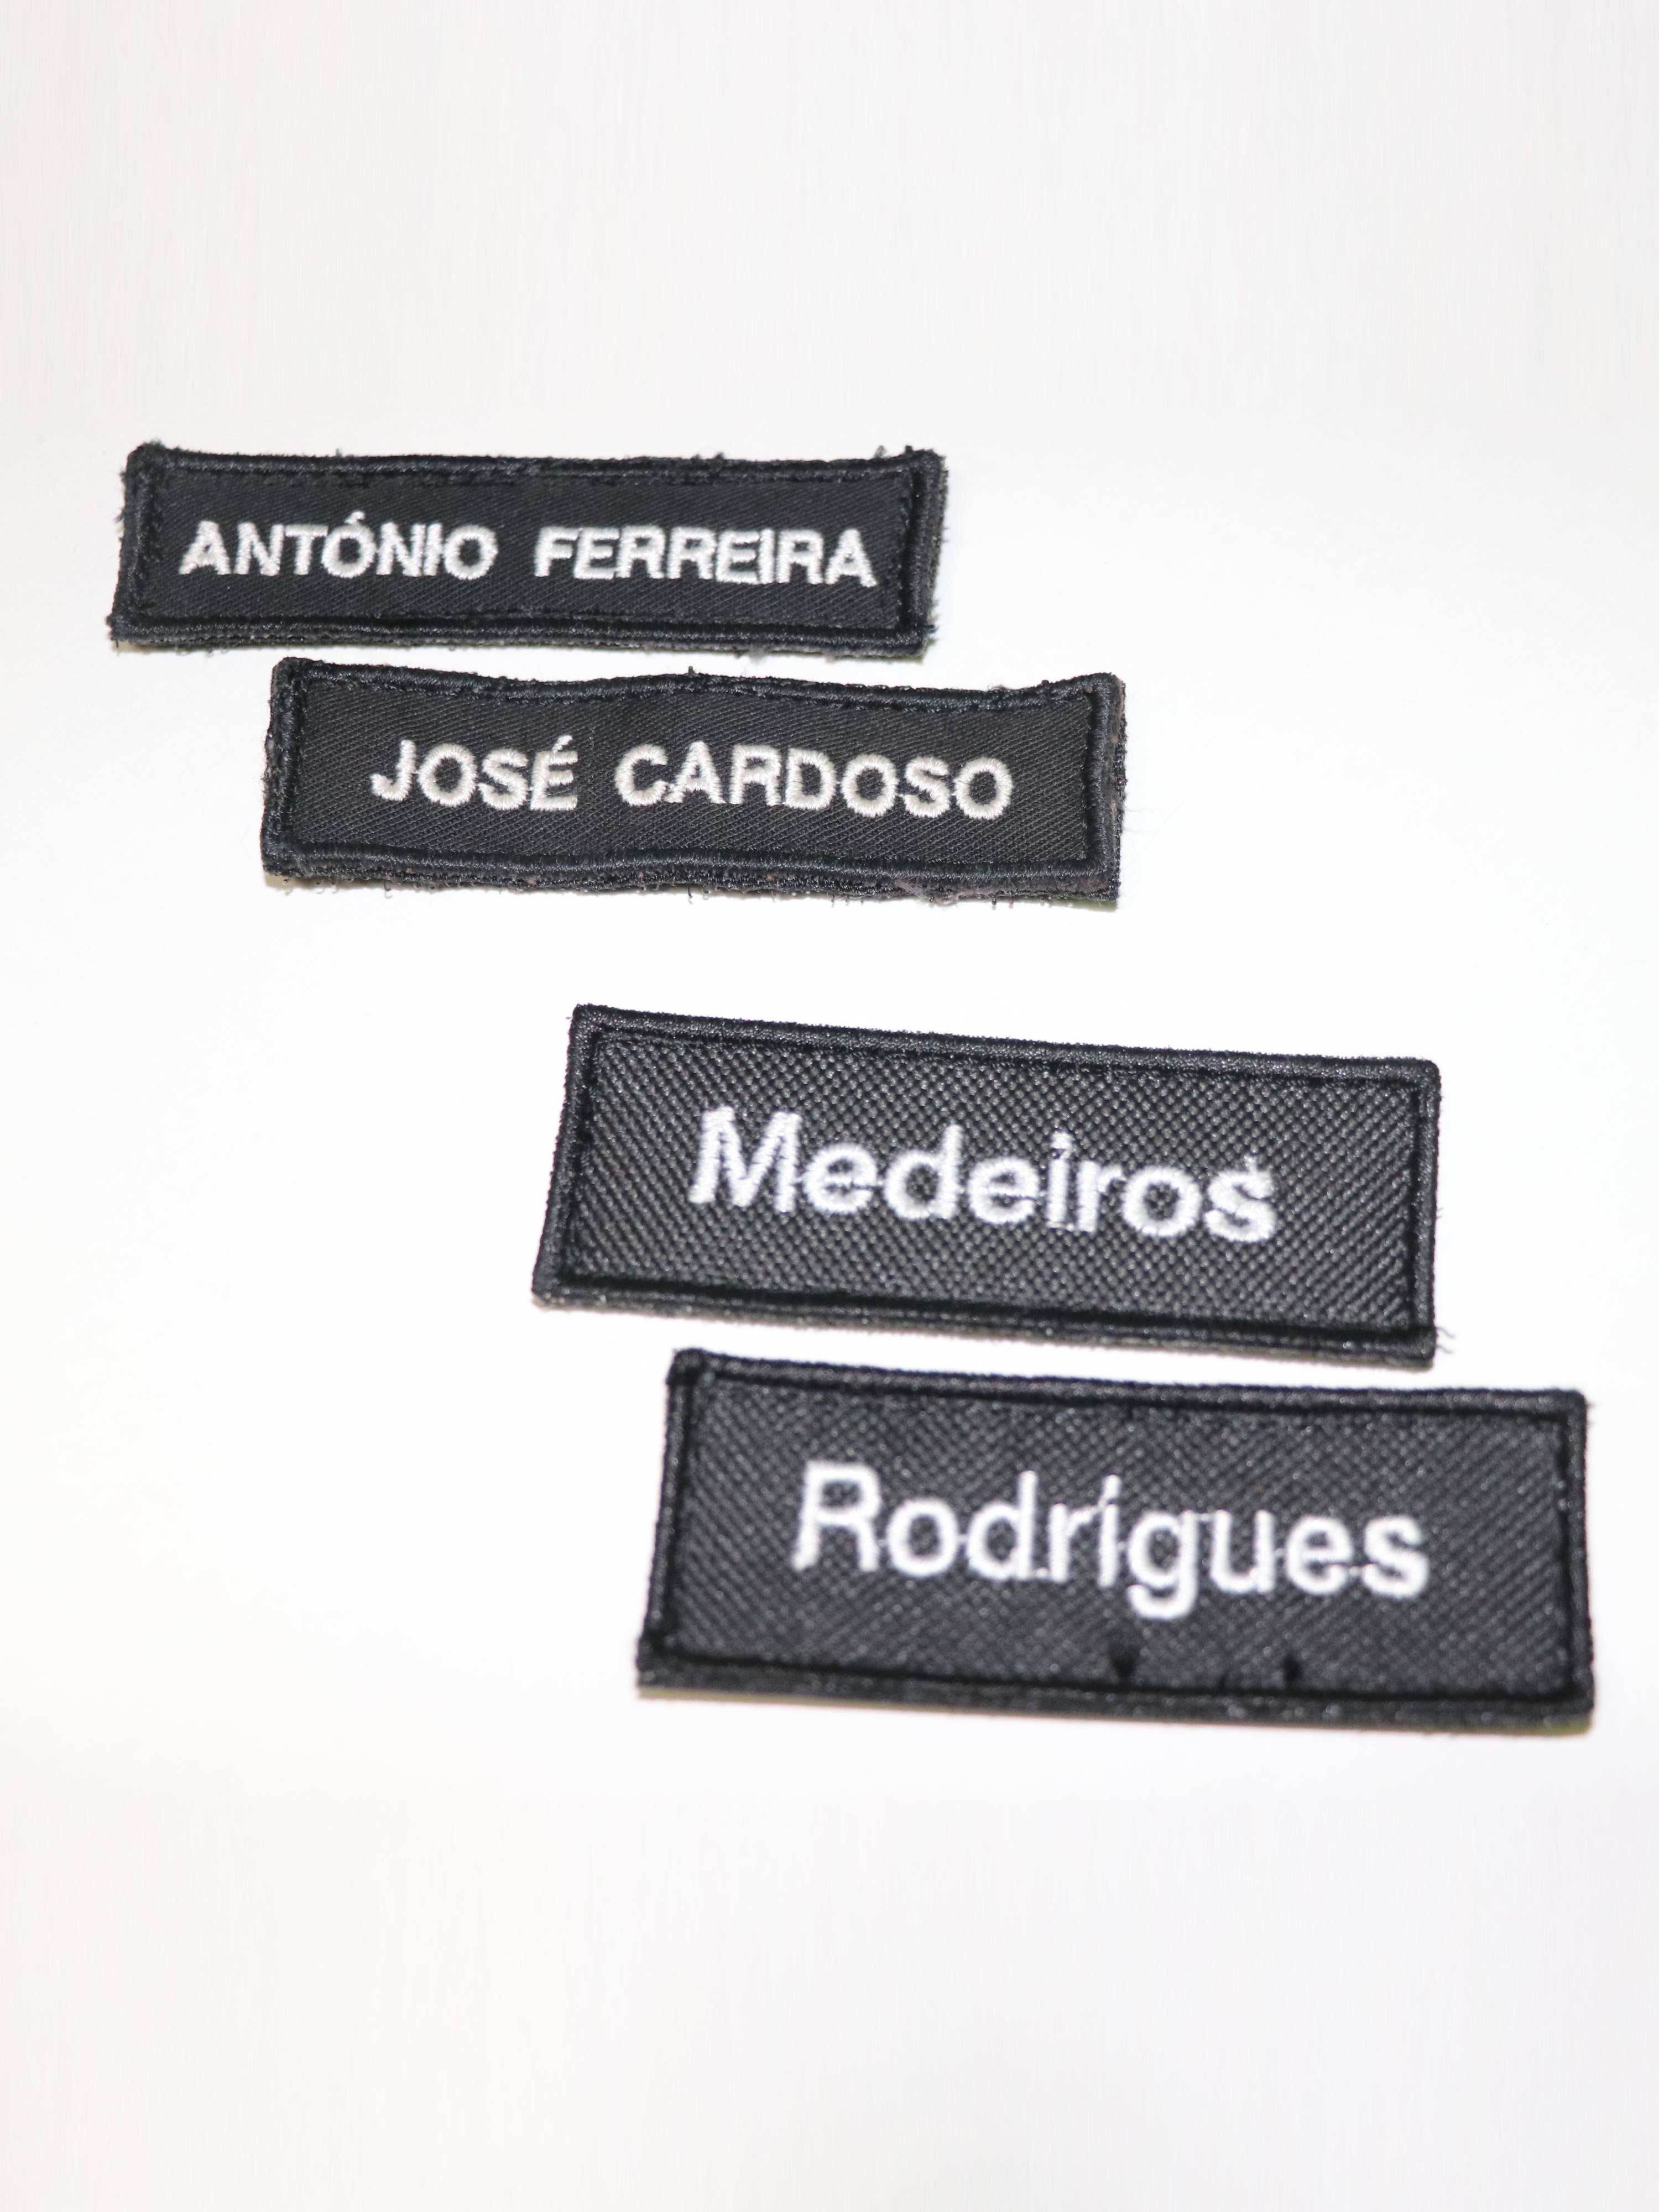 ANTÓNIO FERREIRA
JOSÉ CARDOSO
Medeiros
Rodrigues